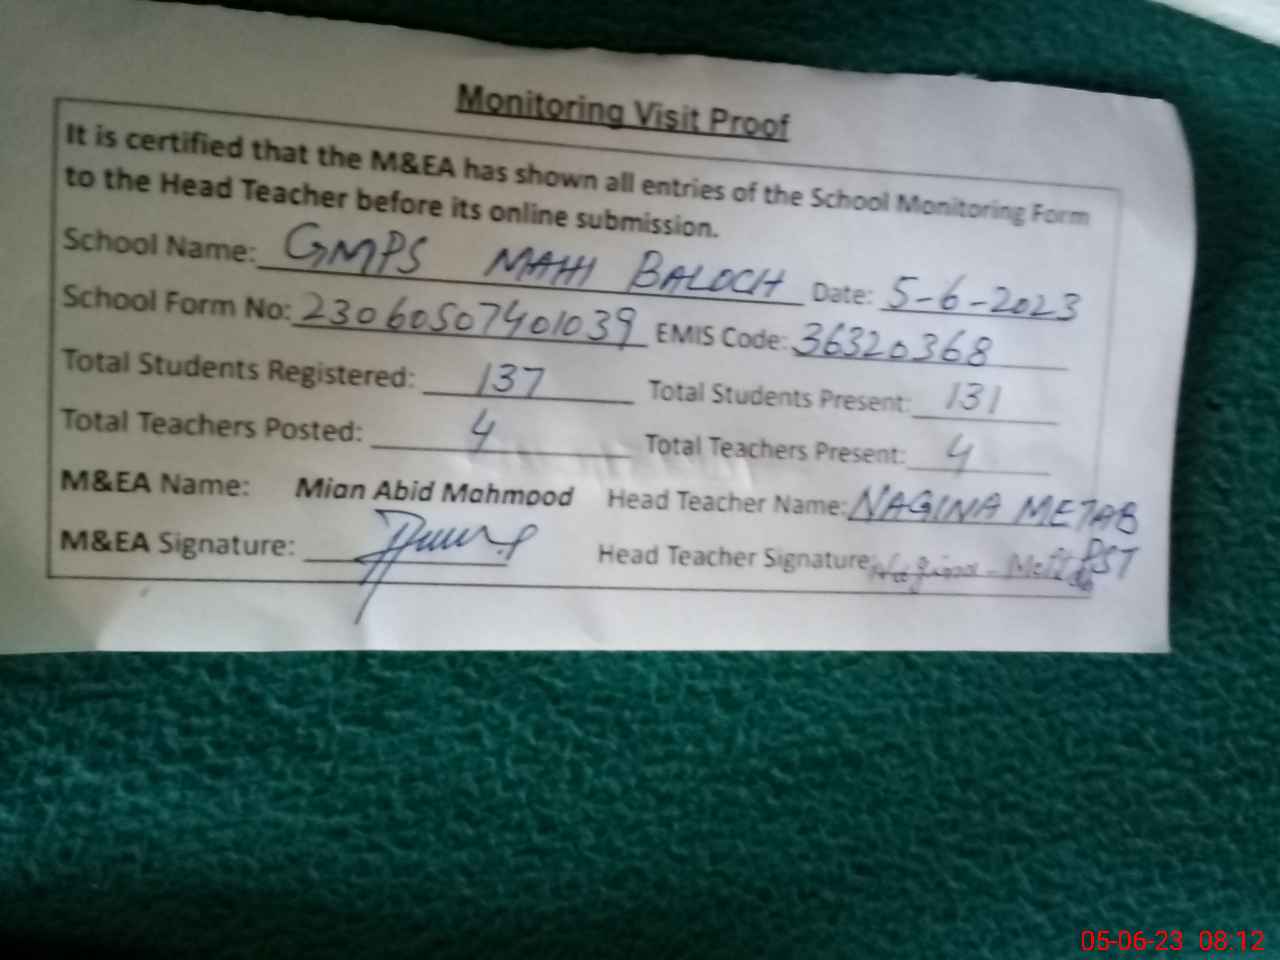 Monitoring Visit Proof
It is certified that the M&EA has shown all entries of the School Monitoring Form
to the Head Teacher before its online submission.
School Name: GMPS MAHI BALOCH Date: 5-6-2023
School Form No: 23060507401039 EMIS Code: 36320368
Total Students Registered: 137 Total Students Present: 131
Total Teachers Posted: 4 Total Teachers Present: 4
M&EA Name: Mian Abid Mahmood Head Teacher Name: NAGINA METAB
PST
M&EA Signature: Head Teacher Signature: Nagina
05-06-23 08:12